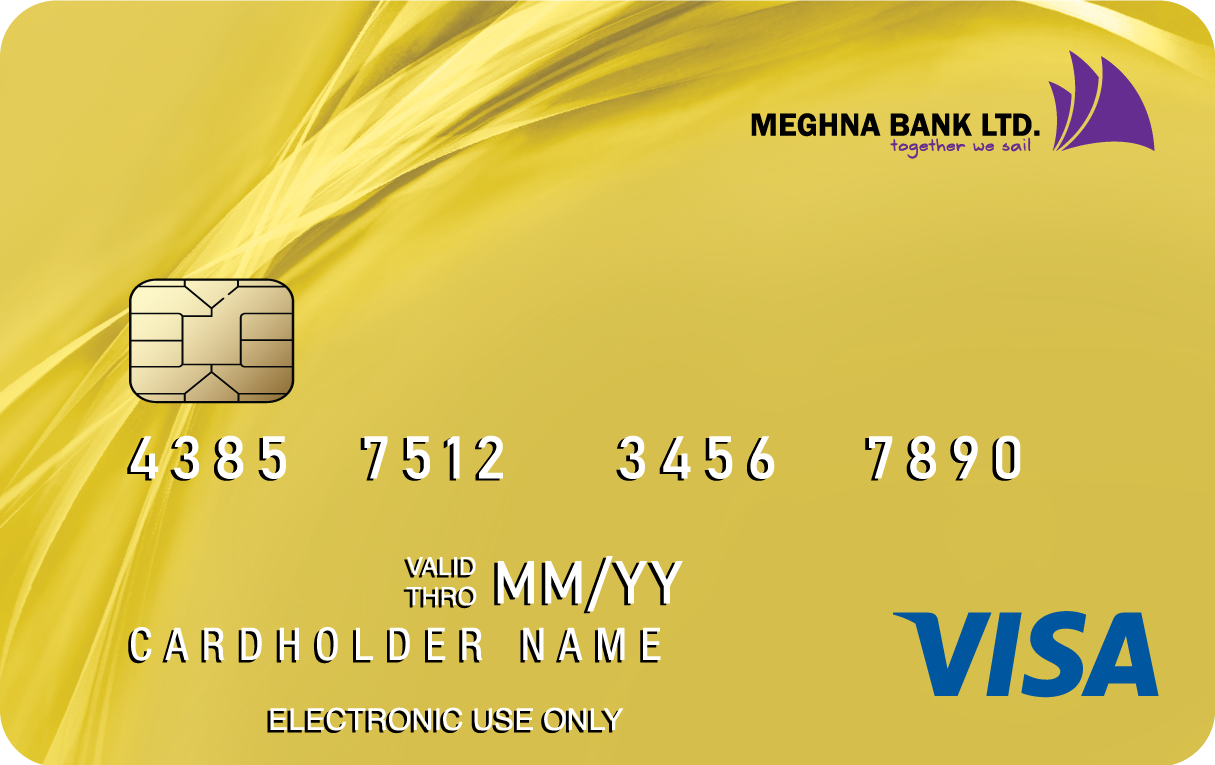 MEGHNA BANK LTD.
together we sail
4385 7512 3456 7890
VALID
THRO
MM/YY
CARDHOLDER NAME
ELECTRONIC USE ONLY
VISA